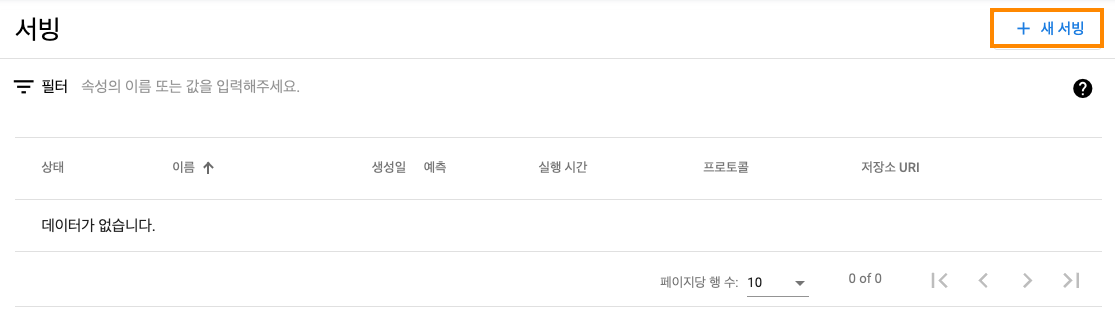 서빙
+ 새 서빙
필터 속성의 이름 또는 값을 입력해주세요.
상태 이름 생성일 예측 실행 시간 프로토콜 저장소 URI
데이터가 없습니다.
페이지당 행 수: 10 0 of 0